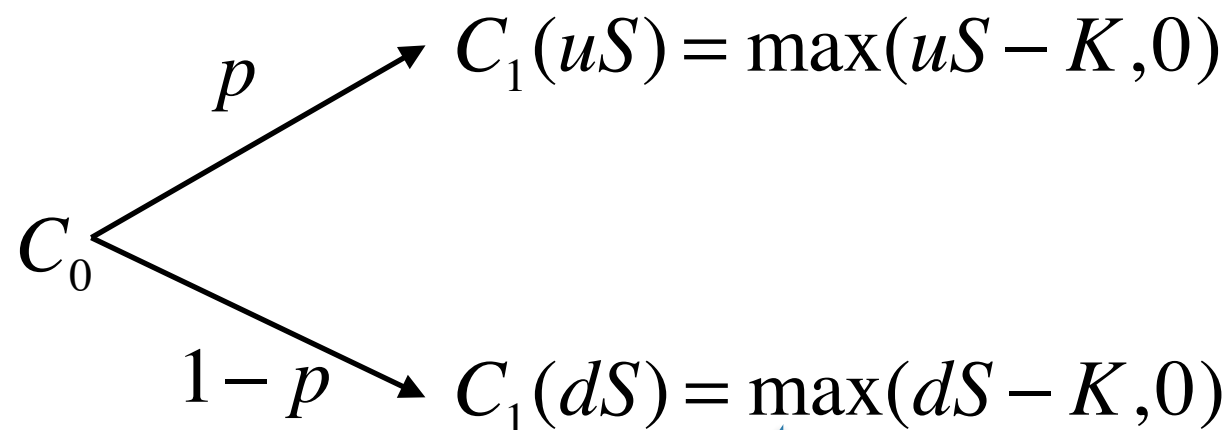 C₁(uS) = max(uS − K,0)
p
C₀
1− p
C₁(dS) = max(dS − K,0)